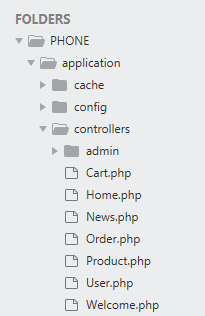 FOLDERS
PHONE
application
cache
config
controllers
admin
Cart.php
Home.php
News.php
Order.php
Product.php
User.php
Welcome.php